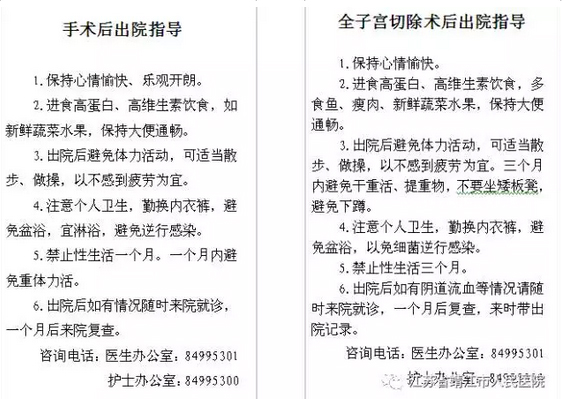 手术后出院指导
1.保持心情愉快、乐观开朗。
2.进食高蛋白、高维生素饮食，如
新鲜蔬菜水果，保持大便通畅。
3.出院后避免体力活动，可适当散
步、做操，以不感到疲劳为宜。
4.注意个人卫生，勤换内衣裤，避
免盆浴，宜淋浴，避免逆行感染。
5.禁止性生活一个月。一个月内避
免重体力活。
6.出院后如有情况随时来院就诊，
一个月后来院复查。
咨询电话：医生办公室：84995301
护士办公室：84995300
全子宫切除术后出院指导
1.保持心情愉快。
2.进食高蛋白、高维生素饮食，多
食鱼、瘦肉、新鲜蔬菜水果，保持大便
通畅。
3.出院后避免体力活动，可适当散
步、做操，以不感到疲劳为宜。三个月
内避免干重活、提重物，不要坐矮板凳，
避免下蹲。
4.注意个人卫生，勤换内衣裤，避
免盆浴，以免细菌逆行感染。
5.禁止性生活三个月。
6.出院后如有阴道流血等情况请随
时来院就诊，一个月后复查，来时带出
院记录。
咨询电话：医生办公室：84995301
护士办公室：84995300
江苏省靖江市人民医院